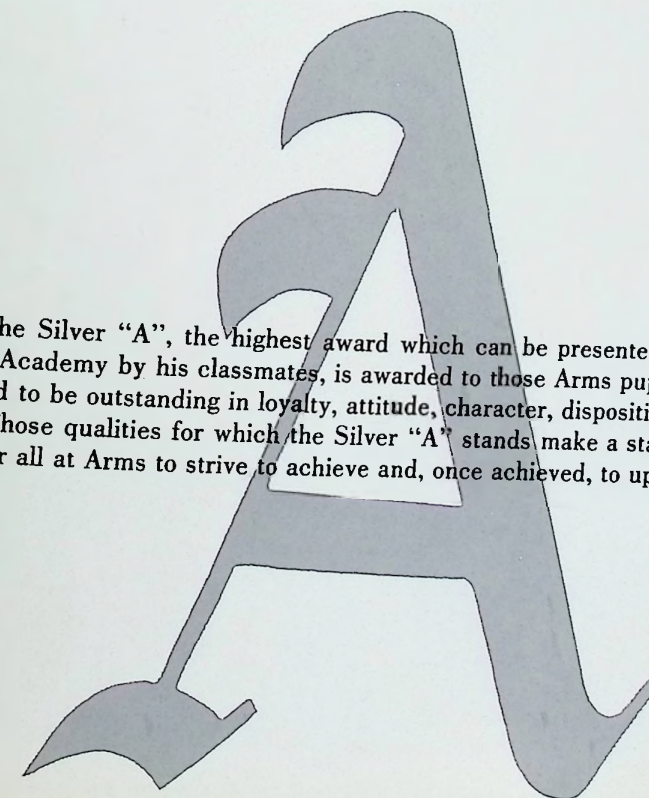 he Silver “A”, the highest award which can be presente
Academy by his classmates, is awarded to those Arms pup
d to be outstanding in loyalty, attitude, character, dispositi
hose qualities for which the Silver “A” stands make a sta
r all at Arms to strive to achieve and, once achieved, to up
A